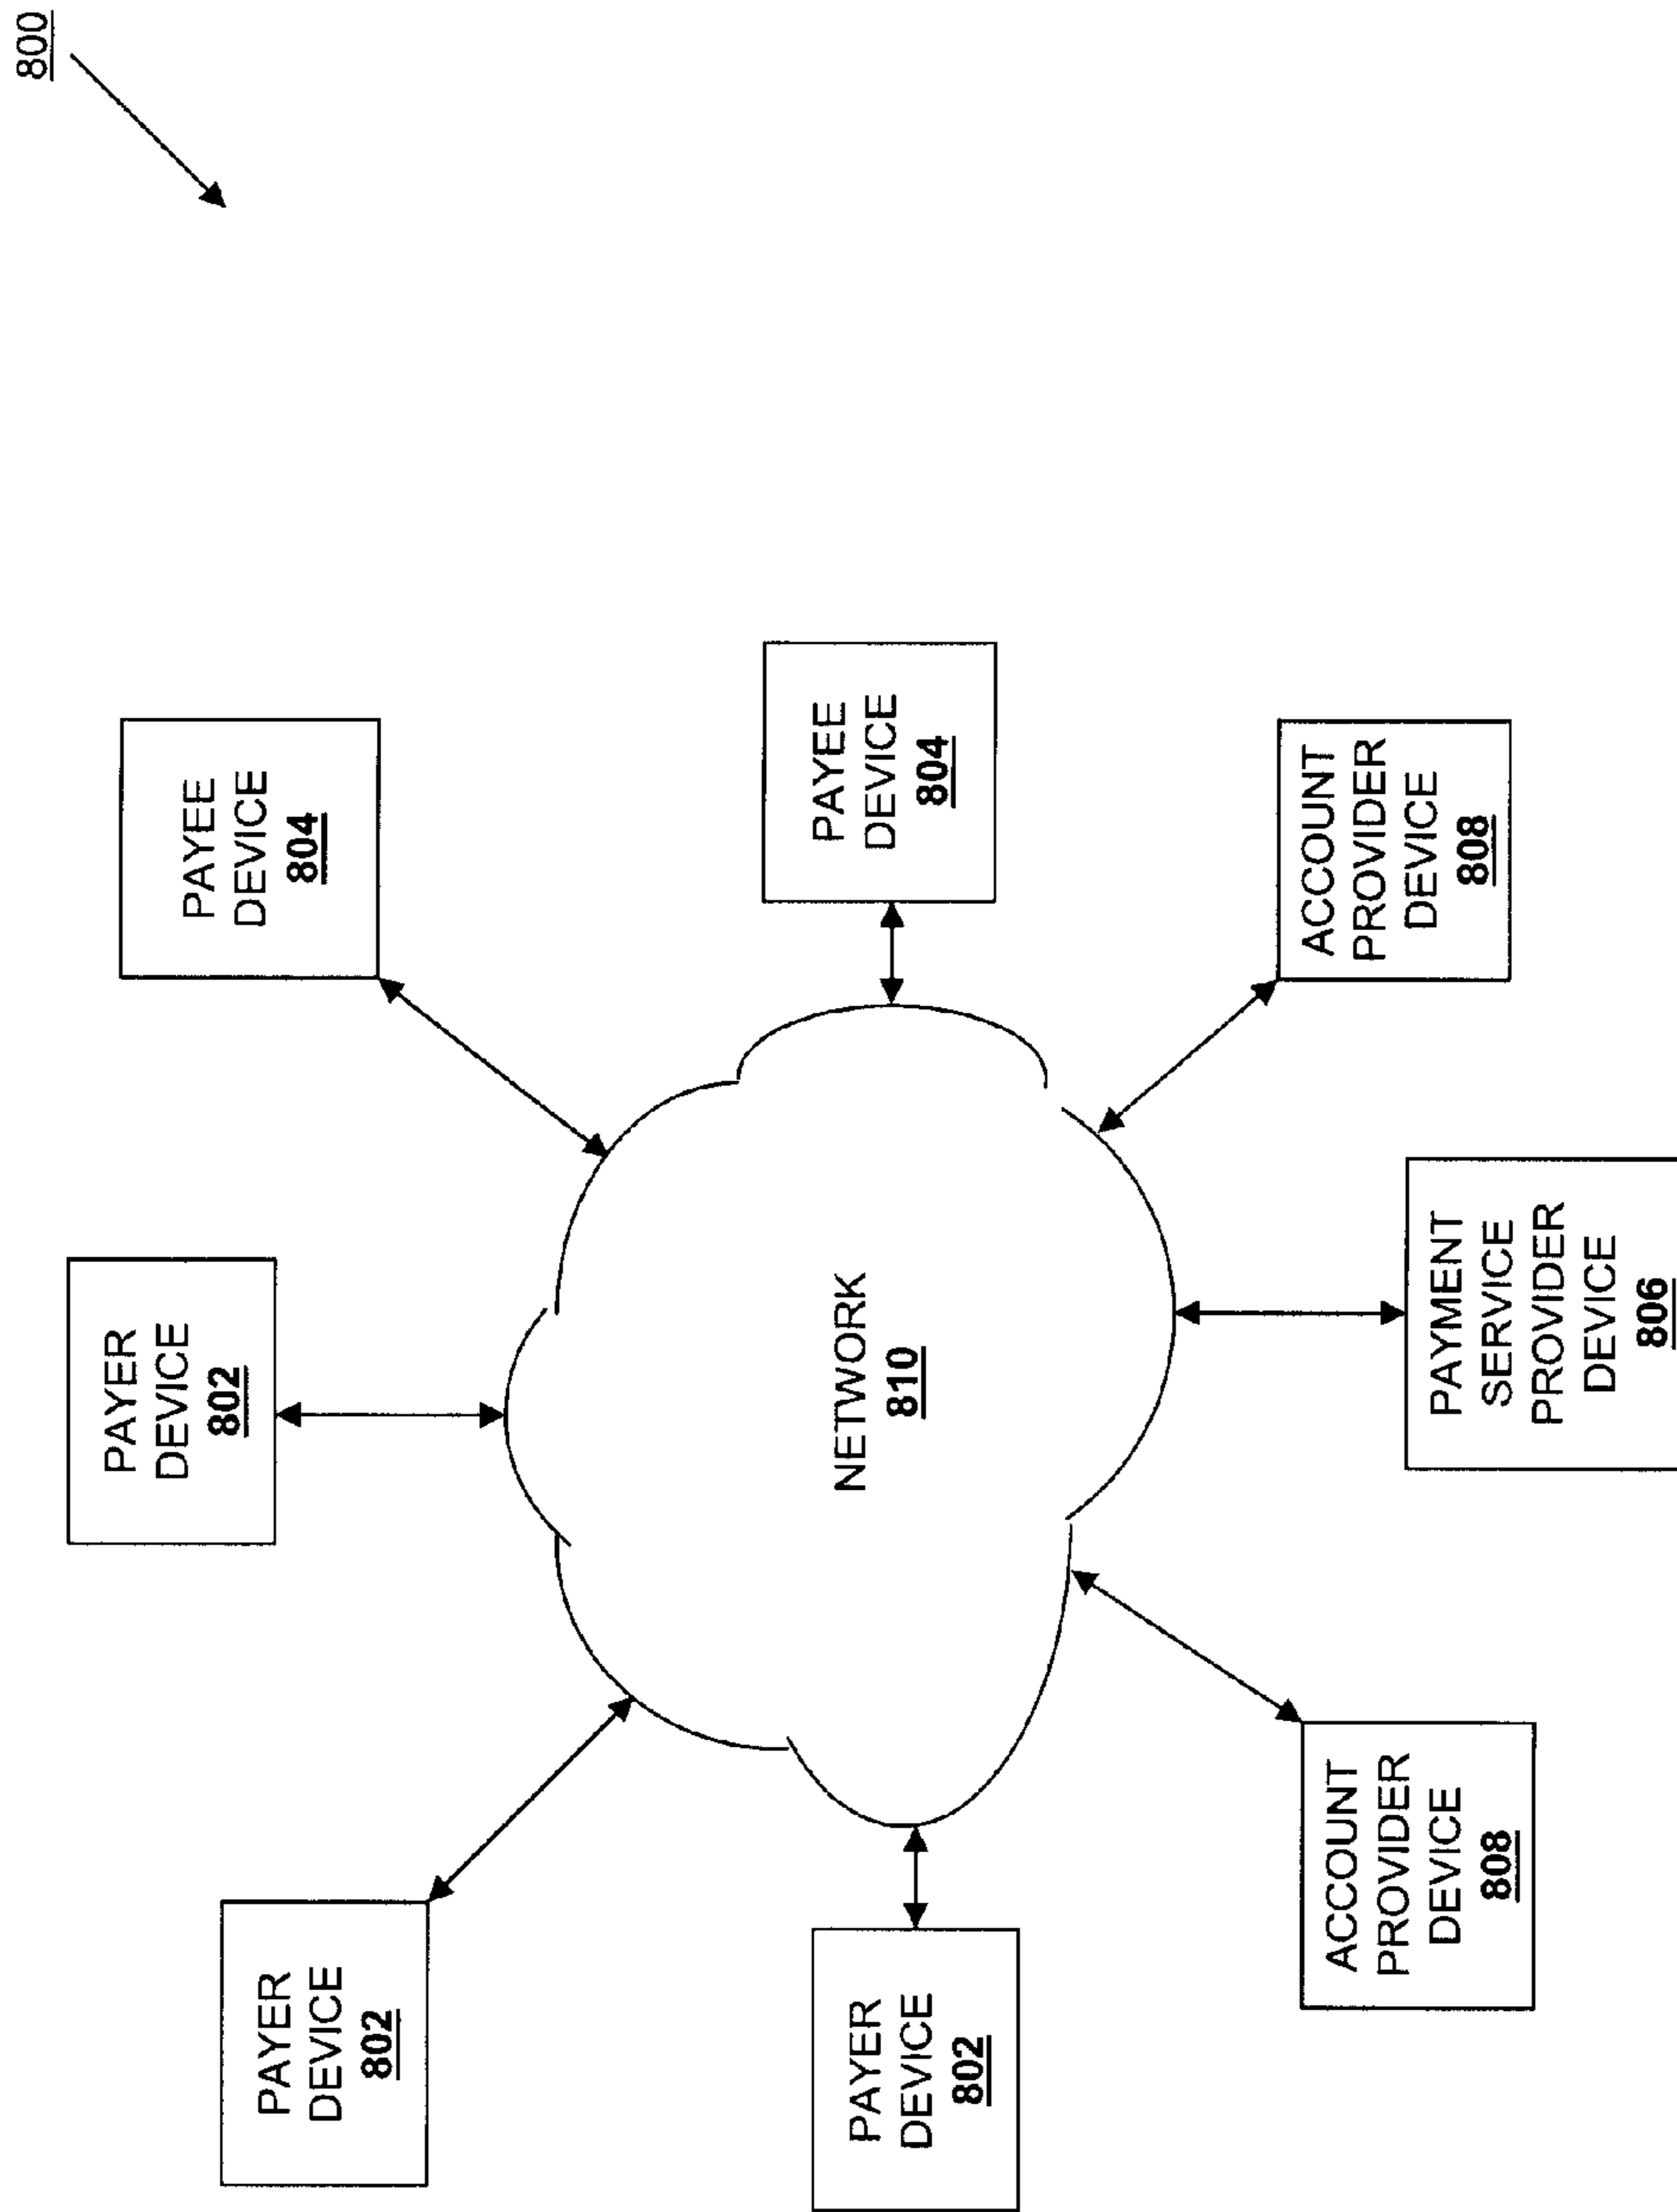 800
PAYER
DEVICE
802
PAYER
DEVICE
802
PAYEE
DEVICE
804
PAYER
DEVICE
802
NETWORK
810
PAYEE
DEVICE
804
ACCOUNT
PROVIDER
DEVICE
808
PAYMENT
SERVICE
PROVIDER
DEVICE
806
ACCOUNT
PROVIDER
DEVICE
808